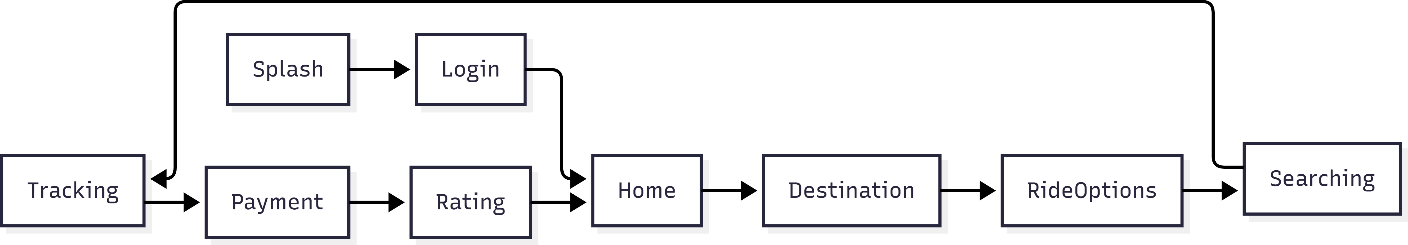 Splash
Login
Tracking
Payment
Rating
Home
Destination
RideOptions
Searching